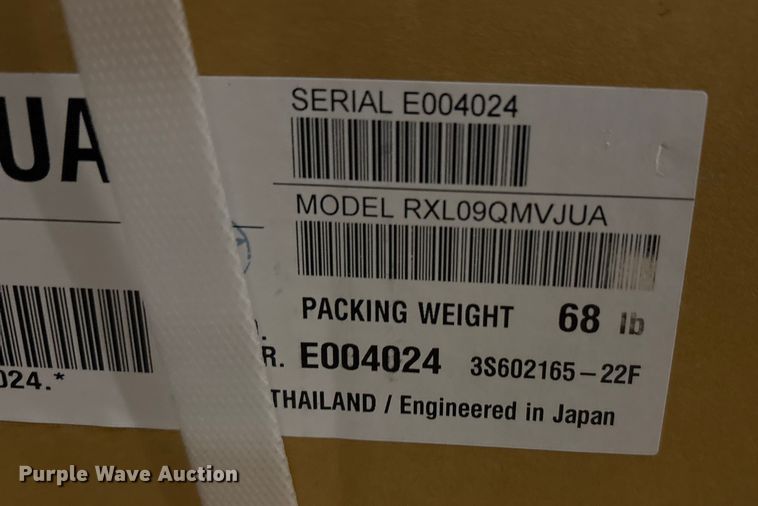 UA
SERIAL E004024
MODEL RXL09QMVJUA
PACKING WEIGHT 68 lb
R. E004024 3S602165-22F
024.*
THAILAND / Engineered in Japan
Purple Wave Auction